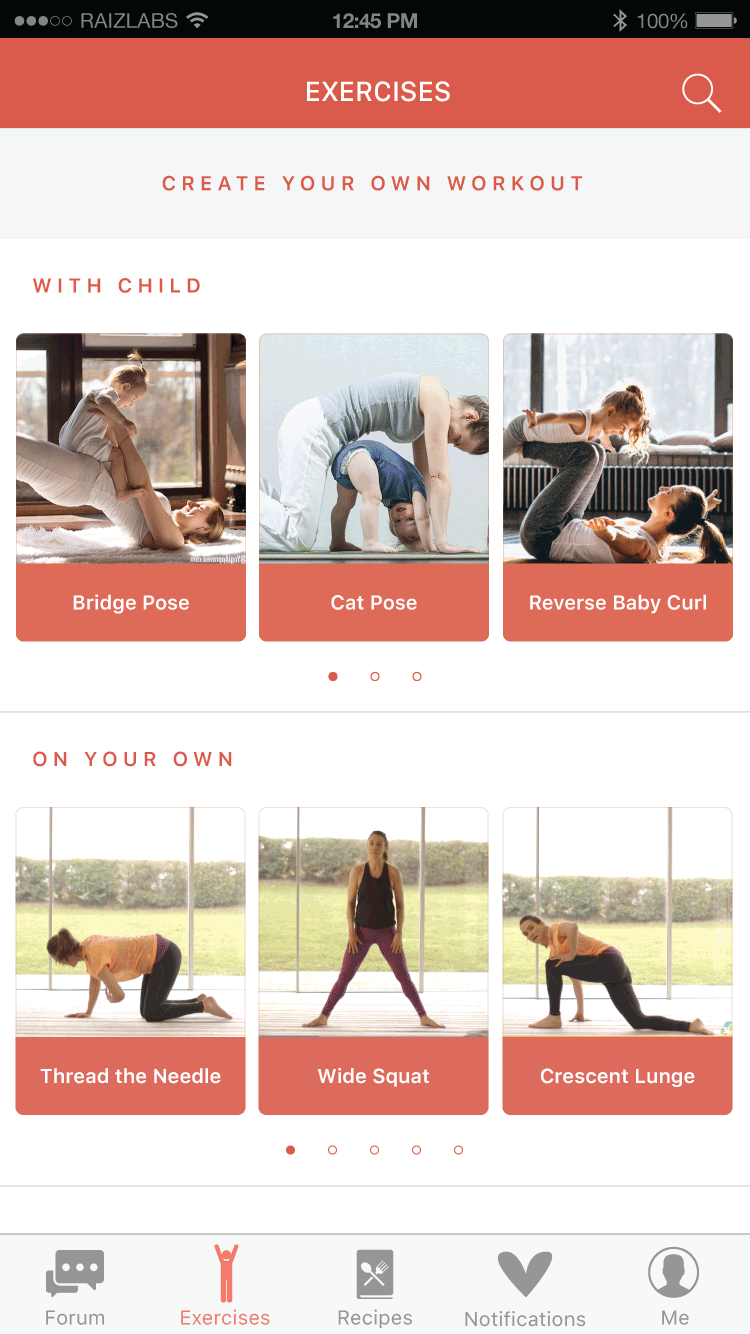 RAIZLABS 12:45 PM 100%
EXERCISES
CREATE YOUR OWN WORKOUT
WITH CHILD
Bridge Pose Cat Pose Reverse Baby Curl
ON YOUR OWN
Thread the Needle Wide Squat Crescent Lunge
Forum Exercises Recipes Notifications Me